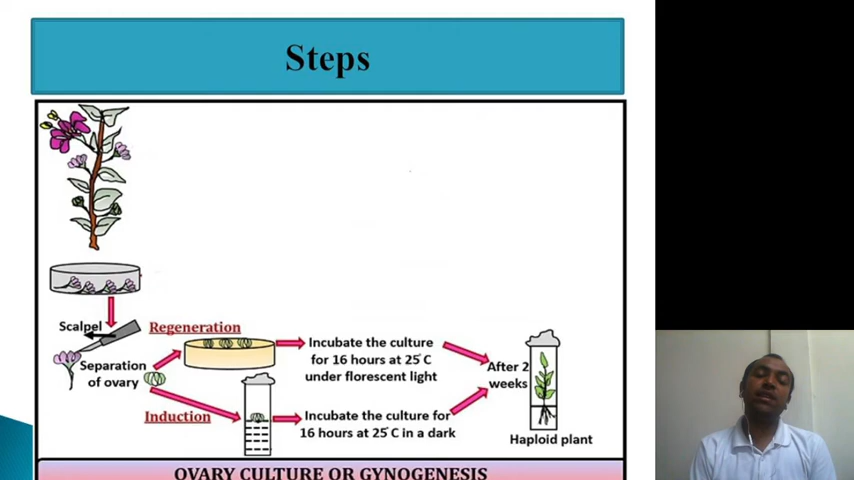 Steps
Scalpel
Regeneration
Separation
of ovary
Incubate the culture
for 16 hours at 25°C
under florescent light
After 2
weeks
Induction
Incubate the culture for
16 hours at 25°C in a dark
Haploid plant
OVARY CULTURE OR GYNOGENESIS